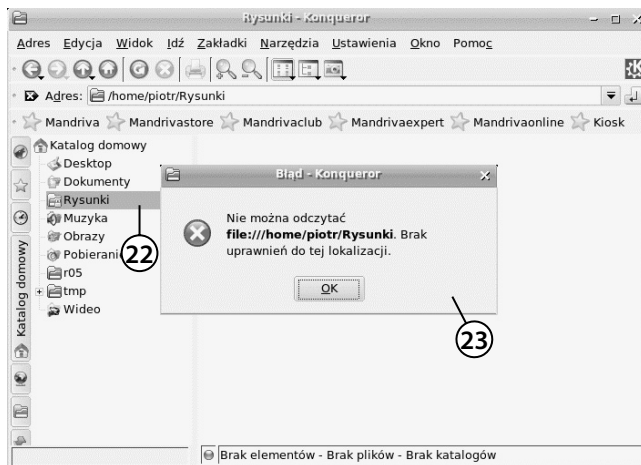 Rysunki - Konqueror
Adres Edycja Widok Idź Zakładki Narzędzia Ustawienia Okno Pomoc
Adres: /home/piotr/Rysunki
Mandriva Mandrivastore Mandrivaclub Mandrivaexpert Mandrivaonline Kiosk
Katalog domowy
Desktop
Dokumenty
Rysunki
Muzyka
Obrazy
Pobierani
r05
tmp
Wideo
Katalog domowy
22
Błąd - Konqueror
Nie można odczytać
file:///home/piotr/Rysunki. Brak
uprawnień do tej lokalizacji.
OK
23
Brak elementów - Brak plików - Brak katalogów